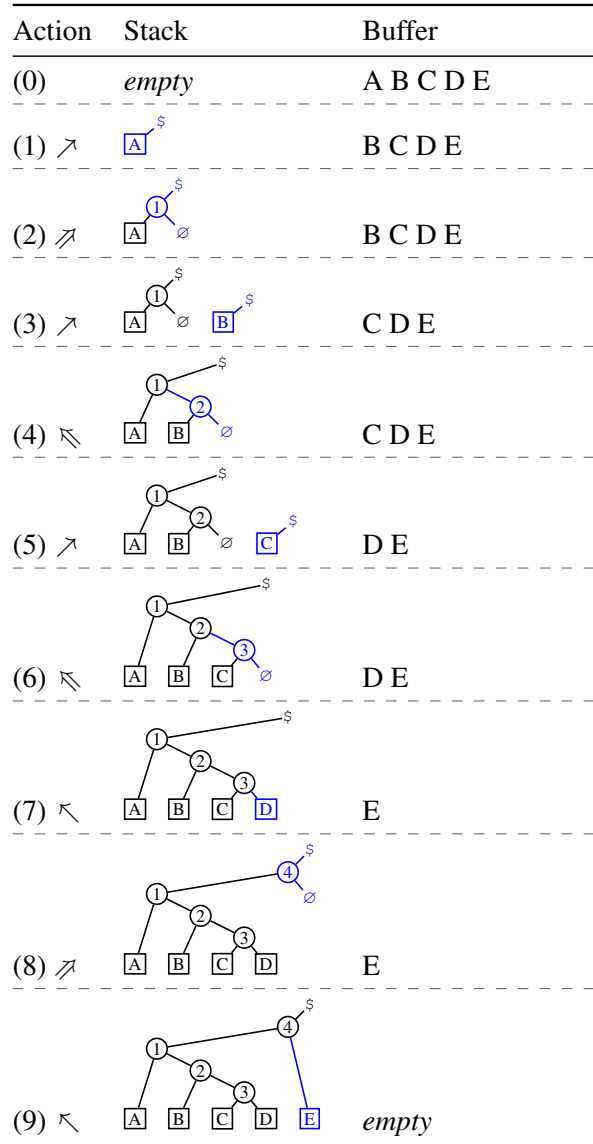 Action Stack Buffer
(0) empty A B C D E
$
(1) ↗ A B C D E
$
1
(2) ⇗ A ∅ B C D E
$ $
1
(3) ↗ A ∅ B C D E
$
1
2
(4) ⇖ A B ∅ C D E
$
1
2 $
(5) ↗ A B ∅ C D E
$
1
2
3
(6) ⇖ A B C ∅ D E
$
1
2
3
(7) ↖ A B C D E
$
4
1 ∅
2
3
(8) ⇗ A B C D E
$
4
1
2
3
(9) ↖ A B C D E empty